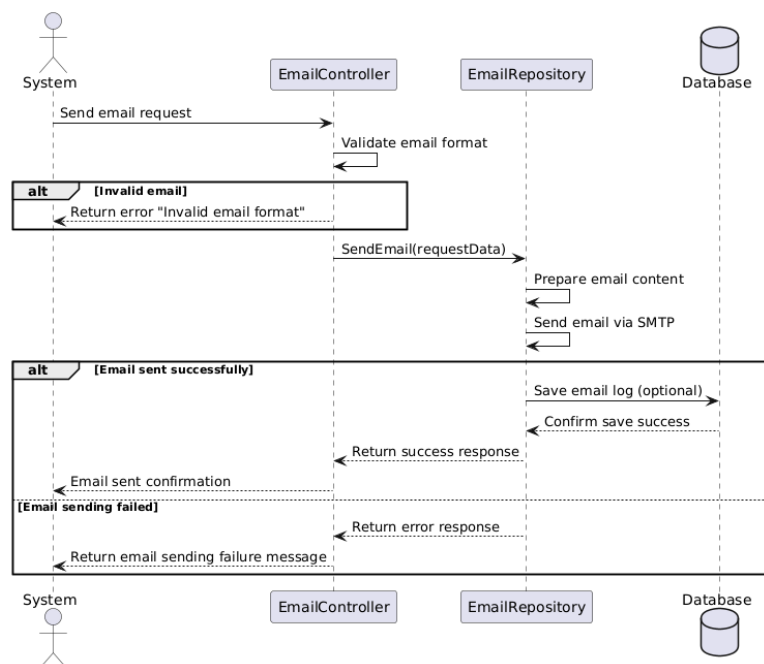 System
EmailController
EmailRepository
Database
Send email request
Validate email format
alt [Invalid email]
Return error "Invalid email format"
SendEmail(requestData)
Prepare email content
Send email via SMTP
alt [Email sent successfully]
Save email log (optional)
Confirm save success
Return success response
Email sent confirmation
[Email sending failed]
Return error response
Return email sending failure message
System
EmailController
EmailRepository
Database